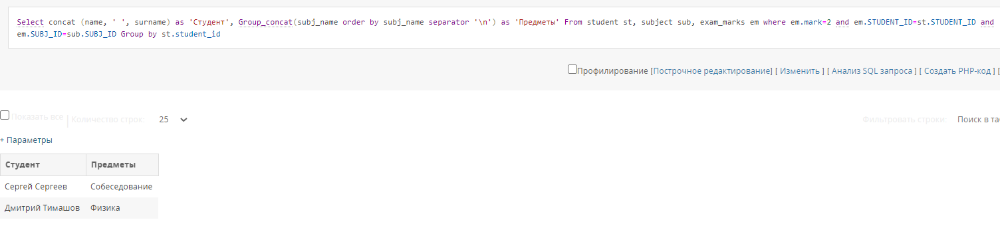 Select concat (name, ' ', surname) as 'Студент', Group_concat(subj_name order by subj_name separator '\n') as 'Предметы' From student st, subject sub, exam_marks em where em.mark=2 and em.STUDENT_ID=st.STUDENT_ID and
em.SUBJ_ID=sub.SUBJ_ID Group by st.student_id
Профилирование [Построчное редактирование] [ Изменить ] [ Анализ SQL запроса ] [ Создать PHP-код ] [
Показать все | Количество строк: 25 Фильтровать строки: Поиск в
+ Параметры
Студент Предметы
Сергей Сергеев Собеседование
Дмитрий Тимашов Физика